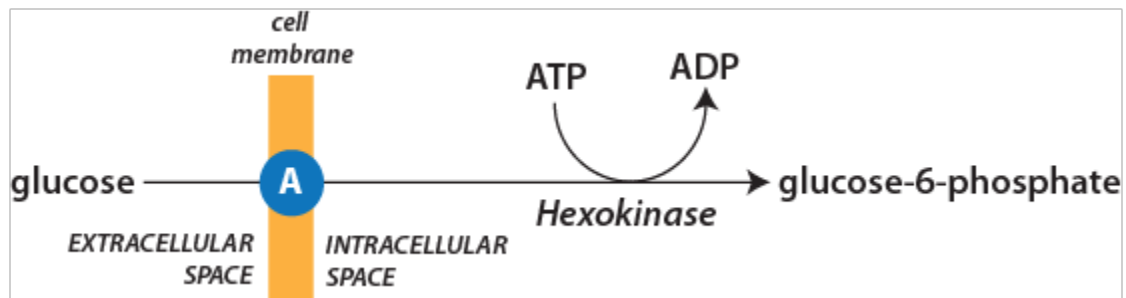 cell
membrane
ATP
ADP
glucose
A
glucose-6-phosphate
Hexokinase
EXTRACELLULAR
SPACE
INTRACELLULAR
SPACE